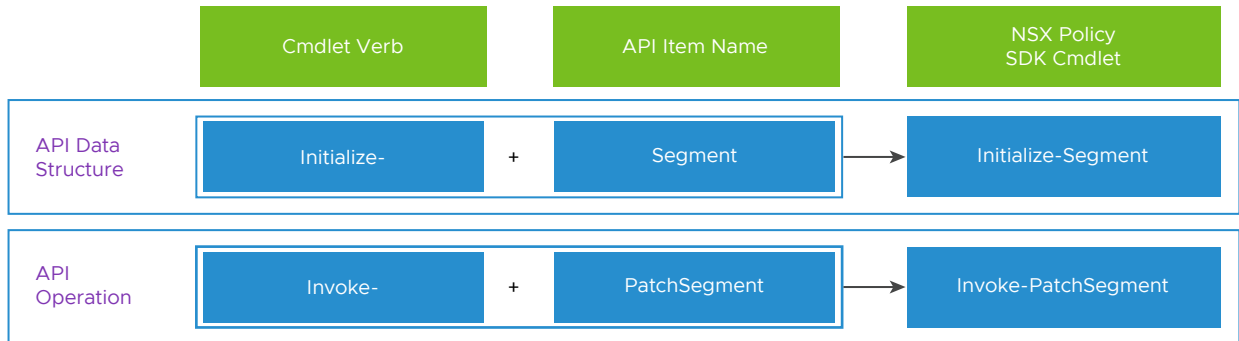 Cmdlet Verb
API Item Name
NSX Policy
SDK Cmdlet
API Data
Structure
Initialize-
+
Segment
Initialize-Segment
API
Operation
Invoke-
+
PatchSegment
Invoke-PatchSegment